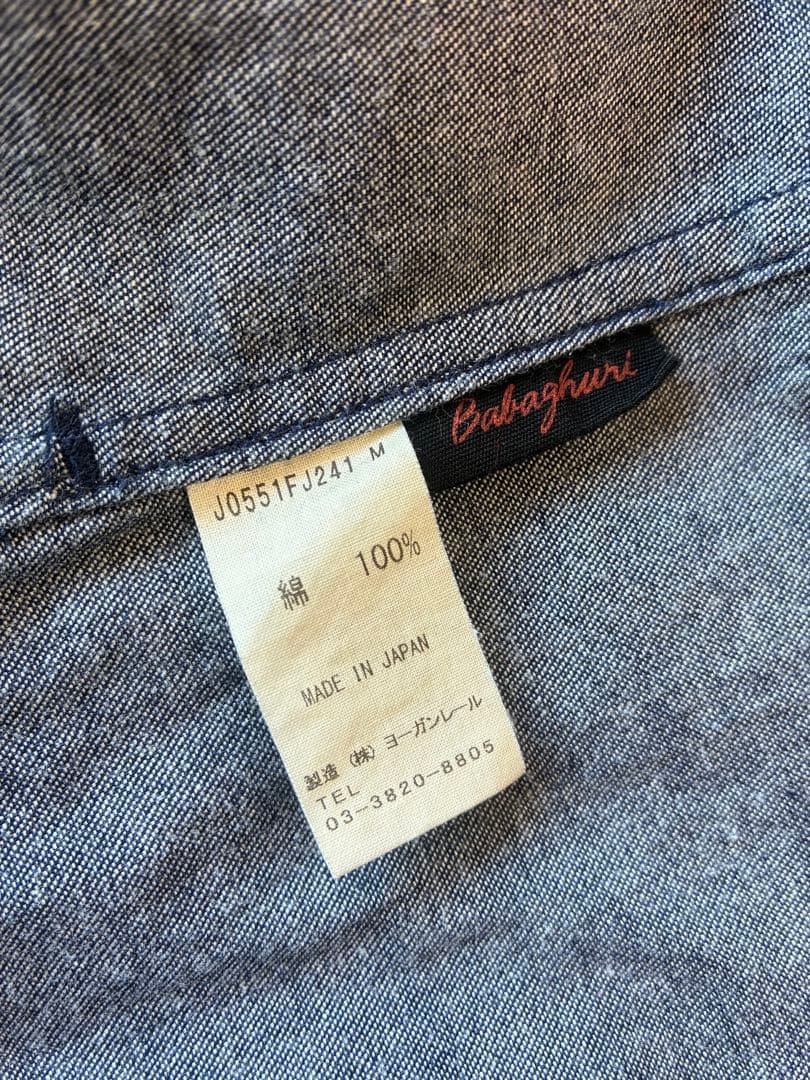 Babaghuri
J0551FJ241 M
綿 100%
MADE IN JAPAN
製造 (株) ヨーガンレール
TEL
03-3820-8805